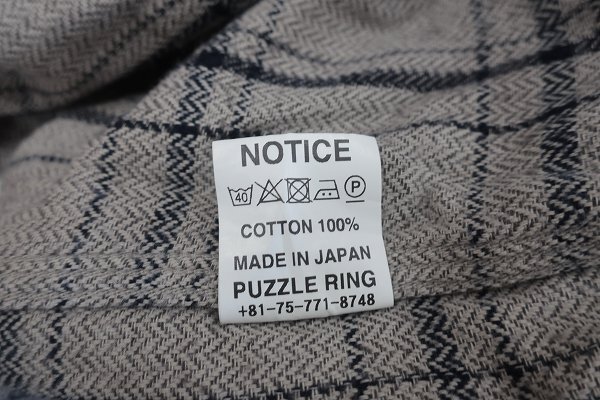 NOTICE
40 P
COTTON 100%
MADE IN JAPAN
PUZZLE RING
+81-75-771-8748